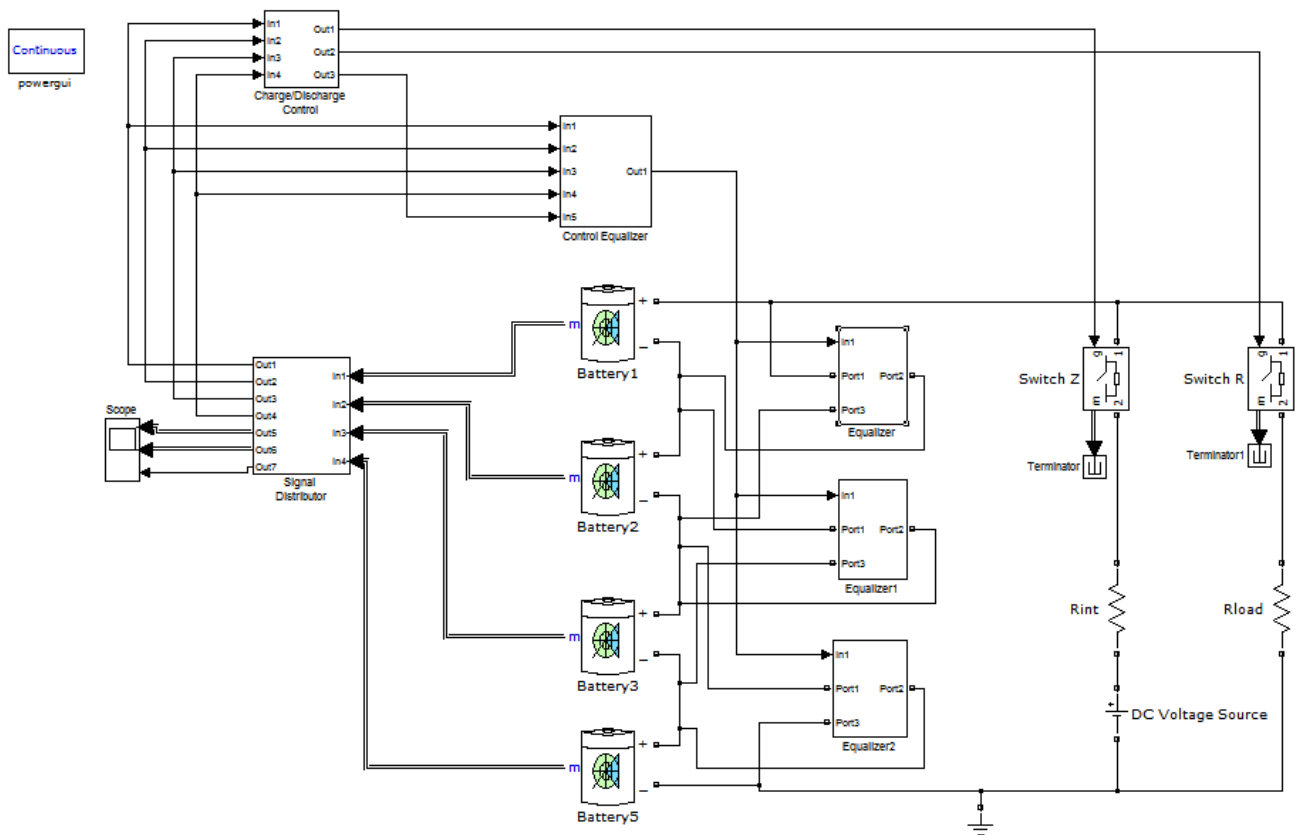 Continuous
powergui
In1
In2
In3
In4
Out1
Out2
Out3
Charge/Discharge
Control
In1
In2
In3
In4
In5
Out1
Control Equalizer
m
+
–
Battery1
In1
Port1
Port2
Port3
Equalizer
Switch Z
g
1
m
2
Terminator
Switch R
g
1
m
2
Terminator1
Scope
Out1
Out2
Out3
Out4
Out5
Out6
Out7
In1
In2
In3
In4
Signal
Distributor
m
+
–
Battery2
In1
Port1
Port2
Port3
Equalizer1
m
+
–
Battery3
Rint
Rload
In1
Port1
Port2
Port3
Equalizer2
+
DC Voltage Source
m
+
–
Battery5